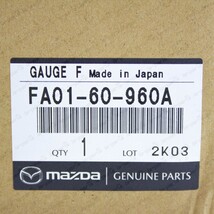 GAUGE F Made in Japan
FA01-60-960A
QTY 1 LOT 2K03
mazda GENUINE PARTS